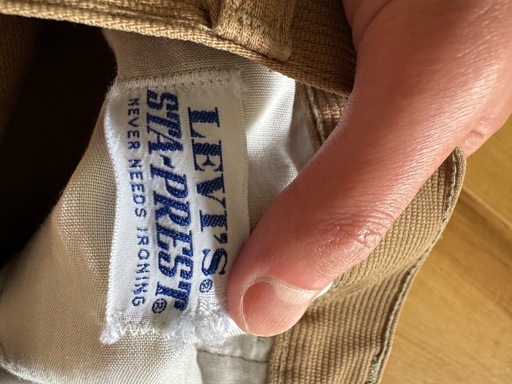 LEVI'S®
STA-PREST®
NEVER NEEDS IRONING